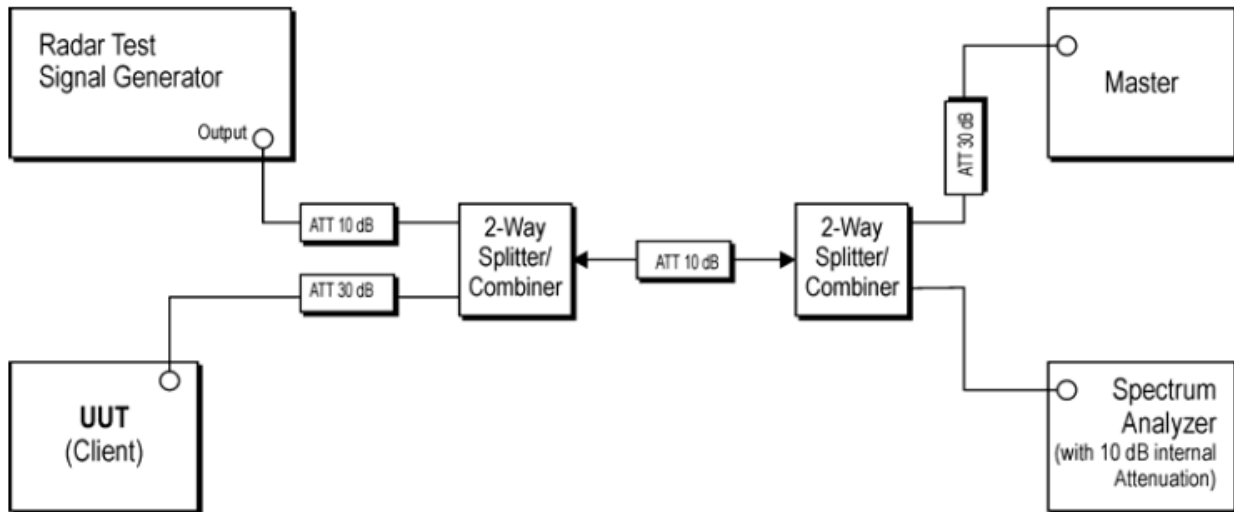 Radar Test
Signal Generator
Output
Master
ATT 30 dB
ATT 10 dB
2-Way
Splitter/
Combiner
ATT 10 dB
2-Way
Splitter/
Combiner
ATT 30 dB
UUT
(Client)
Spectrum
Analyzer
(with 10 dB internal
Attenuation)